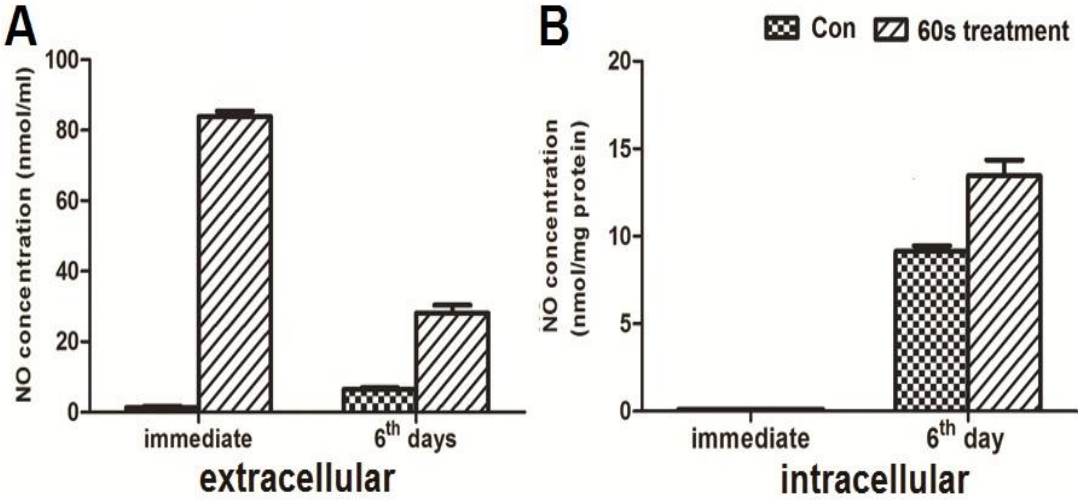 A
NO concentration (nmol/ml)
100
80
60
40
20
0
immediate
6th days
extracellular
B
Con
60s treatment
NO concentration
(nmol/mg protein)
20
15
10
5
0
immediate
6th day
intracellular